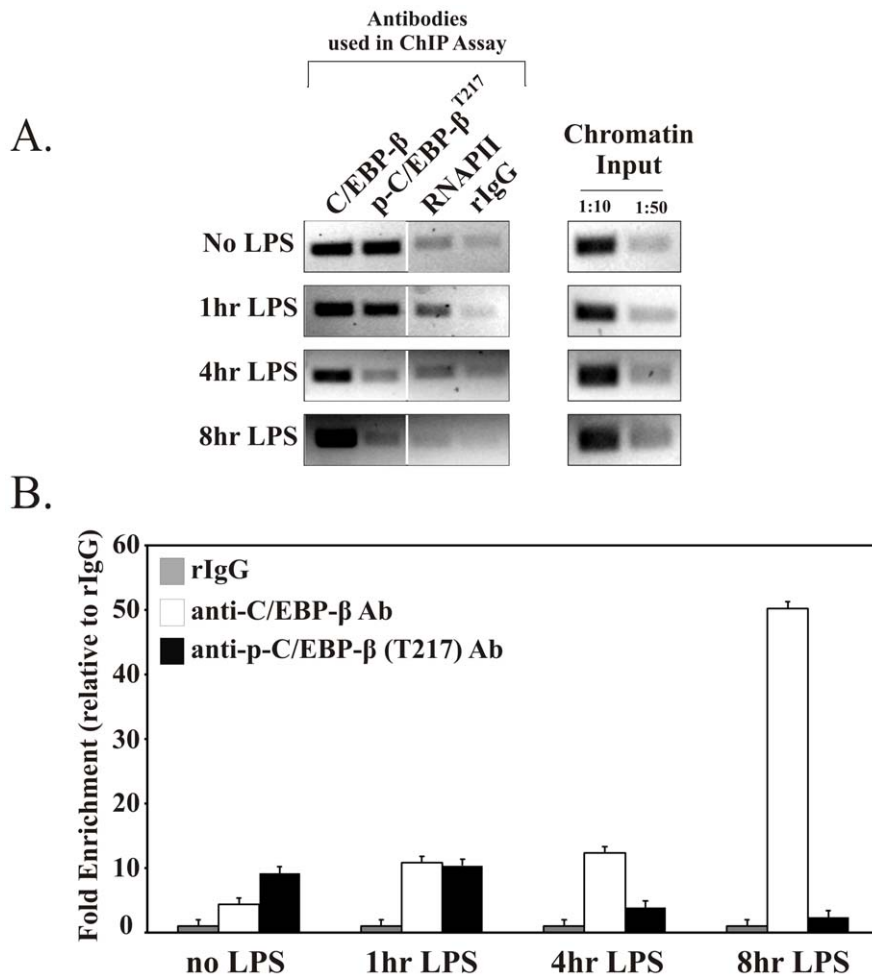 Antibodies
used in ChIP Assay
A.
C/EBP-β
p-C/EBP-β T217
RNAPII
rIgG
Chromatin
Input
1:10 1:50
No LPS
1hr LPS
4hr LPS
8hr LPS
B.
Fold Enrichment (relative to rIgG)
60
50
40
30
20
10
0
rIgG
anti-C/EBP-β Ab
anti-p-C/EBP-β (T217) Ab
no LPS 1hr LPS 4hr LPS 8hr LPS